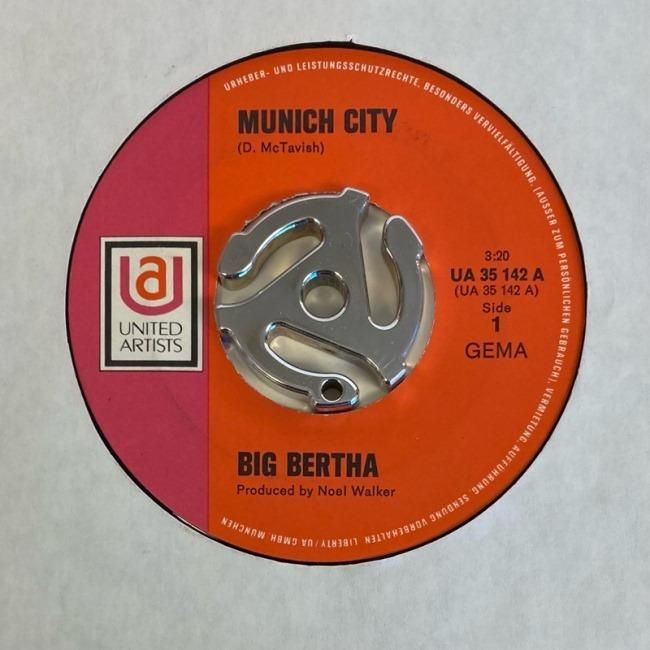 URHEBER- UND LEISTUNGSSCHUTZRECHTE, BESONDERS VERVIELFÄLTIGUNG, (AUSSER ZUM PERSÖNLICHEN GEBRAUCH), VERMIETUNG, AUFFÜHRUNG, SENDUNG VORBEHALTEN. LIBERTY/UA GMBH, MÜNCHEN
MUNICH CITY
(D. McTavish)
3:20
UA 35 142 A
(UA 35 142 A)
Side
1
GEMA
ua
UNITED
ARTISTS
BIG BERTHA
Produced by Noel Walker